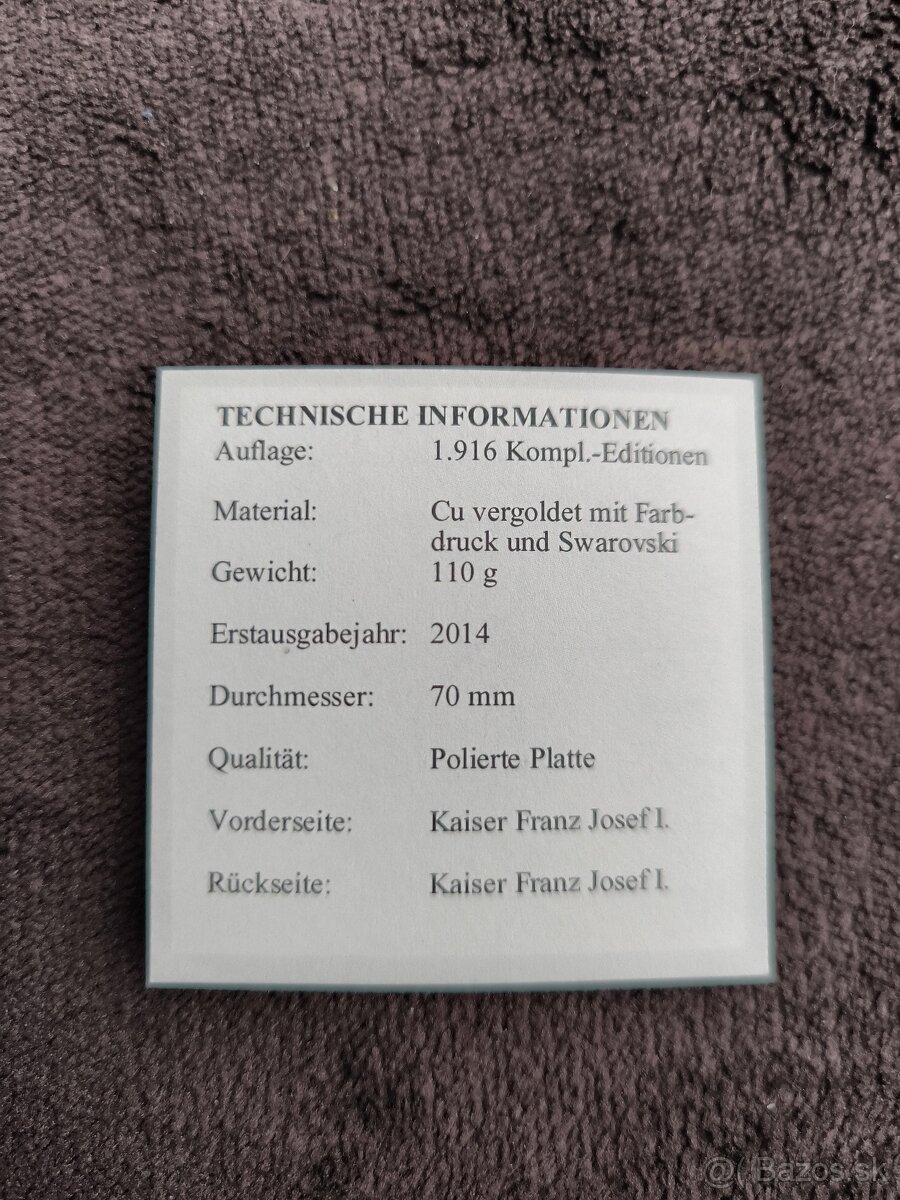 TECHNISCHE INFORMATIONEN
Auflage: 1.916 Kompl.-Editionen
Material: Cu vergoldet mit Farb-
druck und Swarovski
Gewicht: 110 g
Erstausgabejahr: 2014
Durchmesser: 70 mm
Qualität: Polierte Platte
Vorderseite: Kaiser Franz Josef I.
Rückseite: Kaiser Franz Josef I.
Bazos.sk